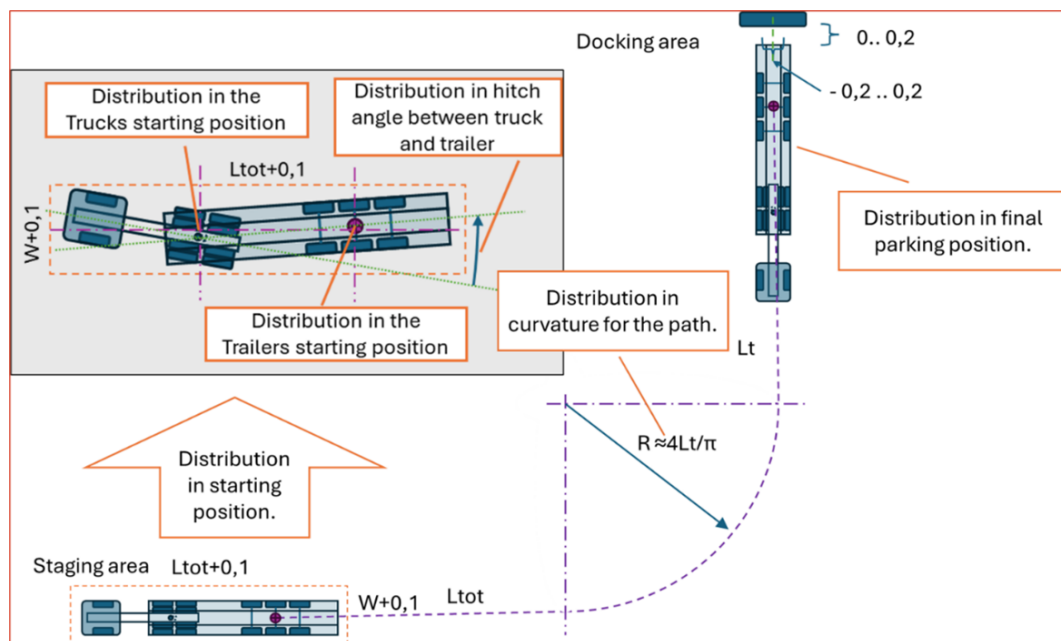 Docking area
0.. 0,2
- 0,2 .. 0,2
Distribution in the
Trucks starting position
Distribution in hitch
angle between truck
and trailer
Ltot+0,1
W+0,1
Distribution in the
Trailers starting position
Distribution in final
parking position.
Distribution in
curvature for the path.
Lt
R ≈4Lt/π
Distribution
in starting
position.
Staging area
Ltot+0,1
W+0,1
Ltot